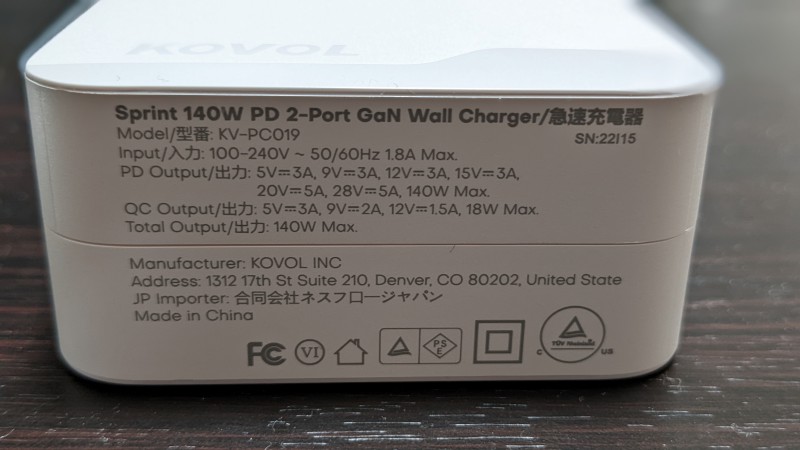 KOVOL
Sprint 140W PD 2-Port GaN Wall Charger/急速充電器
Model/型番: KV-PC019
SN:22I15
Input/入力: 100-240V ~ 50/60Hz 1.8A Max.
PD Output/出力: 5V⎓3A, 9V⎓3A, 12V⎓3A, 15V⎓3A,
20V⎓5A, 28V⎓5A, 140W Max.
QC Output/出力: 5V⎓3A, 9V⎓2A, 12V⎓1.5A, 18W Max.
Total Output/出力: 140W Max.
Manufacturer: KOVOL INC
Address: 1312 17th St Suite 210, Denver, CO 80202, United State
JP Importer: 合同会社ネスフロージャパン
Made in China
FC VI PS E TÜV Rheinland C US